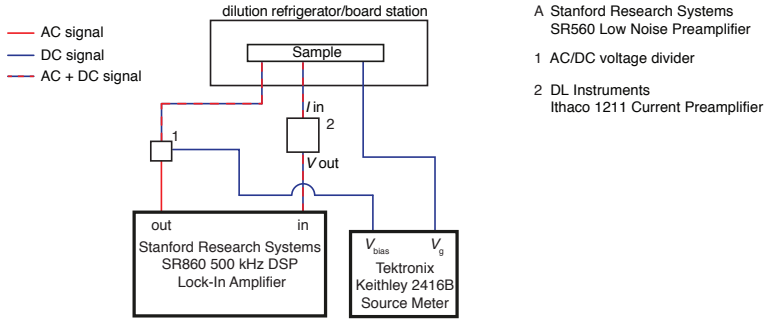 dilution refrigerator/board station
AC signal
DC signal
AC + DC signal
Sample
I in
2
1
V out
out
in
Stanford Research Systems
SR860 500 kHz DSP
Lock-In Amplifier
Vbias
Vg
Tektronix
Keithley 2416B
Source Meter
A Stanford Research Systems
SR560 Low Noise Preamplifier
1 AC/DC voltage divider
2 DL Instruments
Ithaco 1211 Current Preamplifier